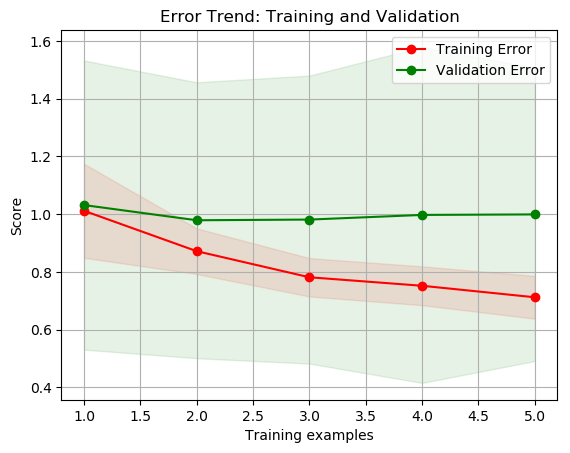 Error Trend: Training and Validation
Training Error
Validation Error
Score
1.6
1.4
1.2
1.0
0.8
0.6
0.4
1.0 1.5 2.0 2.5 3.0 3.5 4.0 4.5 5.0
Training examples